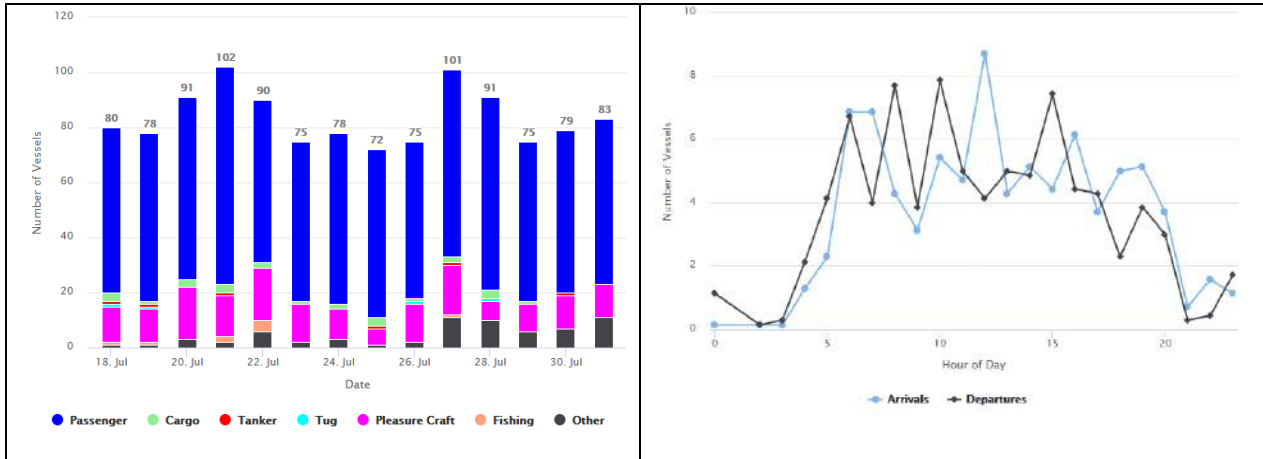 120
100
80
60
40
20
0
Number of Vessels
80
78
91
102
90
75
78
72
75
101
91
75
79
83
18. Jul
20. Jul
22. Jul
24. Jul
26. Jul
28. Jul
30. Jul
Date
Passenger
Cargo
Tanker
Tug
Pleasure Craft
Fishing
Other
10
8
6
4
2
0
Number of Vessels
0
5
10
15
20
Hour of Day
Arrivals
Departures